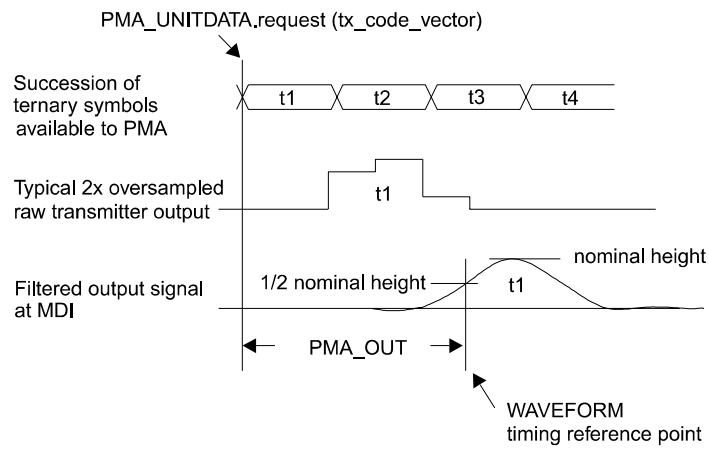 PMA_UNITDATA.request (tx_code_vector)
Succession of
ternary symbols
available to PMA
t1
t2
t3
t4
Typical 2x oversampled
raw transmitter output
t1
nominal height
1/2 nominal height
t1
Filtered output signal
at MDI
PMA_OUT
WAVEFORM
timing reference point